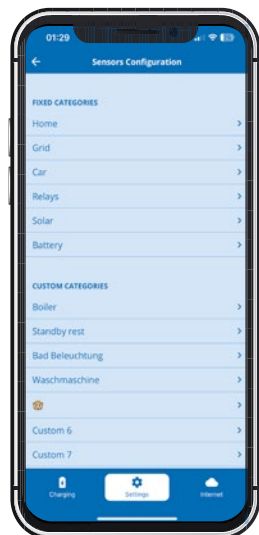 01:29
Sensors Configuration
FIXED CATEGORIES
Home
Grid
Car
Relays
Solar
Battery
CUSTOM CATEGORIES
Boiler
Standby rest
Bad Beleuchtung
Waschmaschine
🐵
Custom 6
Custom 7
Charging Settings Internet